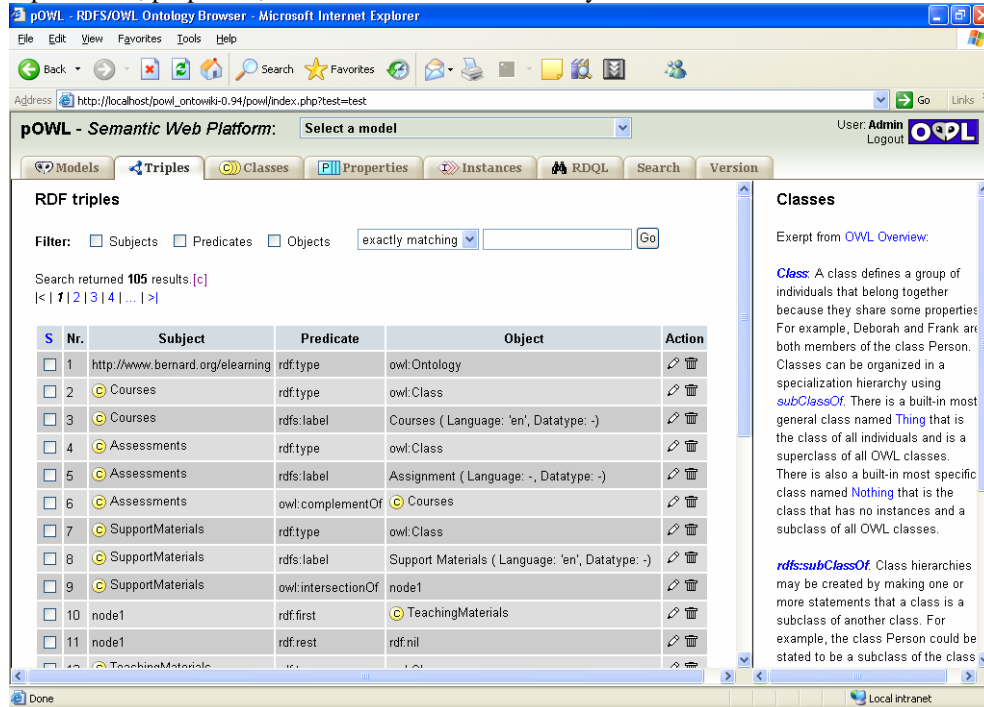 pOWL - RDFS/OWL Ontology Browser - Microsoft Internet Explorer
File Edit View Favorites Tools Help
Back Search Favorites
Address http://localhost/powl_ontowiki-0.94/powl/index.php?test=test Go Links
pOWL - Semantic Web Platform: Select a model User: Admin
Logout OWL
Models Triples Classes Properties Instances RDQL Search Version
RDF triples
Filter: Subjects Predicates Objects exactly matching Go
Search returned 105 results.[c]
|< | 1 | 2 | 3 | 4 | ... | >|
S Nr. Subject Predicate Object Action
1 http://www.bernard.org/elearning rdf:type owl:Ontology
2 C Courses rdf:type owl:Class
3 C Courses rdfs:label Courses ( Language: 'en', Datatype: -)
4 C Assessments rdf:type owl:Class
5 C Assessments rdfs:label Assignment ( Language: -, Datatype: -)
6 C Assessments owl:complementOf C Courses
7 C SupportMaterials rdf:type owl:Class
8 C SupportMaterials rdfs:label Support Materials ( Language: 'en', Datatype: -)
9 C SupportMaterials owl:intersectionOf node1
10 node1 rdf:first C TeachingMaterials
11 node1 rdf:rest rdf:nil
Classes
Exerpt from OWL Overview:
Class: A class defines a group of
individuals that belong together
because they share some properties
For example, Deborah and Frank are
both members of the class Person.
Classes can be organized in a
specialization hierarchy using
subClassOf. There is a built-in most
general class named Thing that is
the class of all individuals and is a
superclass of all OWL classes.
There is also a built-in most specific
class named Nothing that is the
class that has no instances and a
subclass of all OWL classes.
rdfs:subClassOf: Class hierarchies
may be created by making one or
more statements that a class is a
subclass of another class. For
example, the class Person could be
stated to be a subclass of the class
Done Local intranet